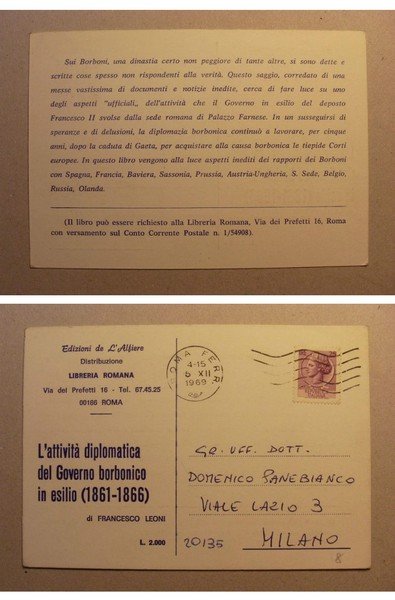 Sui Borboni, una dinastia certo non peggiore di tante altre, si sono dette e
scritte cose spesso non rispondenti alla verità. Questo saggio, corredato di una
messe vastissima di documenti e notizie inedite, cerca di fare luce su uno
degli aspetti "ufficiali„ dell'attività che il Governo in esilio del deposto
Francesco II svolse dalla sede romana di Palazzo Farnese. In un susseguirsi di
speranze e di delusioni, la diplomazia borbonica continuò a lavorare, per cinque
anni, dopo la caduta di Gaeta, per acquistare alla causa borbonica le tiepide Corti
europee. In questo libro vengono alla luce aspetti inediti dei rapporti dei Borboni
con Spagna, Francia, Baviera, Sassonia, Prussia, Austria-Ungheria, S. Sede, Belgio,
Russia, Olanda.
(Il libro può essere richiesto alla Libreria Romana, Via dei Prefetti 16, Roma
con versamento sul Conto Corrente Postale n. 1/54908).
Edizioni de L'Alfiere
Distribuzione
LIBRERIA ROMANA
Via dei Prefetti 16 - Tel. 67.45.25
00186 ROMA
L'attività diplomatica
del Governo borbonico
in esilio (1861-1866)
di FRANCESCO LEONI
L. 2.000
ROMA FERR.
4-15
5 XII
1969
25
GR. UFF. DOTT.
DOMENICO PANEBIANCO
VIALE LAZIO 3
20135 MILANO
8